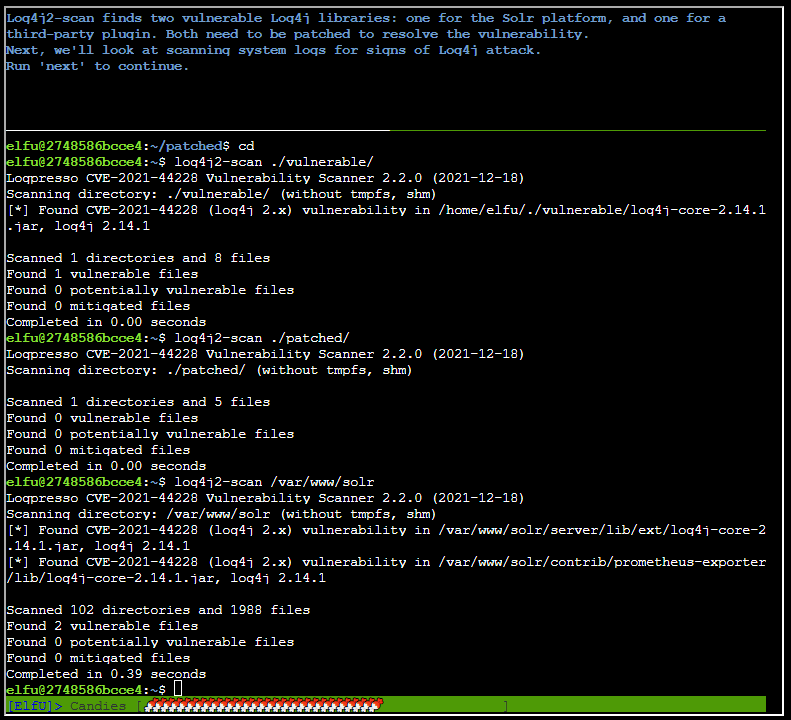 Log4j2-scan finds two vulnerable Log4j libraries: one for the Solr platform, and one for a
third-party plugin. Both need to be patched to resolve the vulnerability.
Next, we'll look at scanning system logs for signs of Log4j attack.
Run 'next' to continue.
elfu@2748586bcce4:~/patched$ cd
elfu@2748586bcce4:~$ log4j2-scan ./vulnerable/
Logpresso CVE-2021-44228 Vulnerability Scanner 2.2.0 (2021-12-18)
Scanning directory: ./vulnerable/ (without tmpfs, shm)
[*] Found CVE-2021-44228 (log4j 2.x) vulnerability in /home/elfu/./vulnerable/log4j-core-2.14.1
.jar, log4j 2.14.1
Scanned 1 directories and 8 files
Found 1 vulnerable files
Found 0 potentially vulnerable files
Found 0 mitigated files
Completed in 0.00 seconds
elfu@2748586bcce4:~$ log4j2-scan ./patched/
Logpresso CVE-2021-44228 Vulnerability Scanner 2.2.0 (2021-12-18)
Scanning directory: ./patched/ (without tmpfs, shm)
Scanned 1 directories and 5 files
Found 0 vulnerable files
Found 0 potentially vulnerable files
Found 0 mitigated files
Completed in 0.00 seconds
elfu@2748586bcce4:~$ log4j2-scan /var/www/solr
Logpresso CVE-2021-44228 Vulnerability Scanner 2.2.0 (2021-12-18)
Scanning directory: /var/www/solr (without tmpfs, shm)
[*] Found CVE-2021-44228 (log4j 2.x) vulnerability in /var/www/solr/server/lib/ext/log4j-core-2
.14.1.jar, log4j 2.14.1
[*] Found CVE-2021-44228 (log4j 2.x) vulnerability in /var/www/solr/contrib/prometheus-exporter
/lib/log4j-core-2.14.1.jar, log4j 2.14.1
Scanned 102 directories and 1988 files
Found 2 vulnerable files
Found 0 potentially vulnerable files
Found 0 mitigated files
Completed in 0.39 seconds
elfu@2748586bcce4:~$
[ElfU]> Candies [ ]